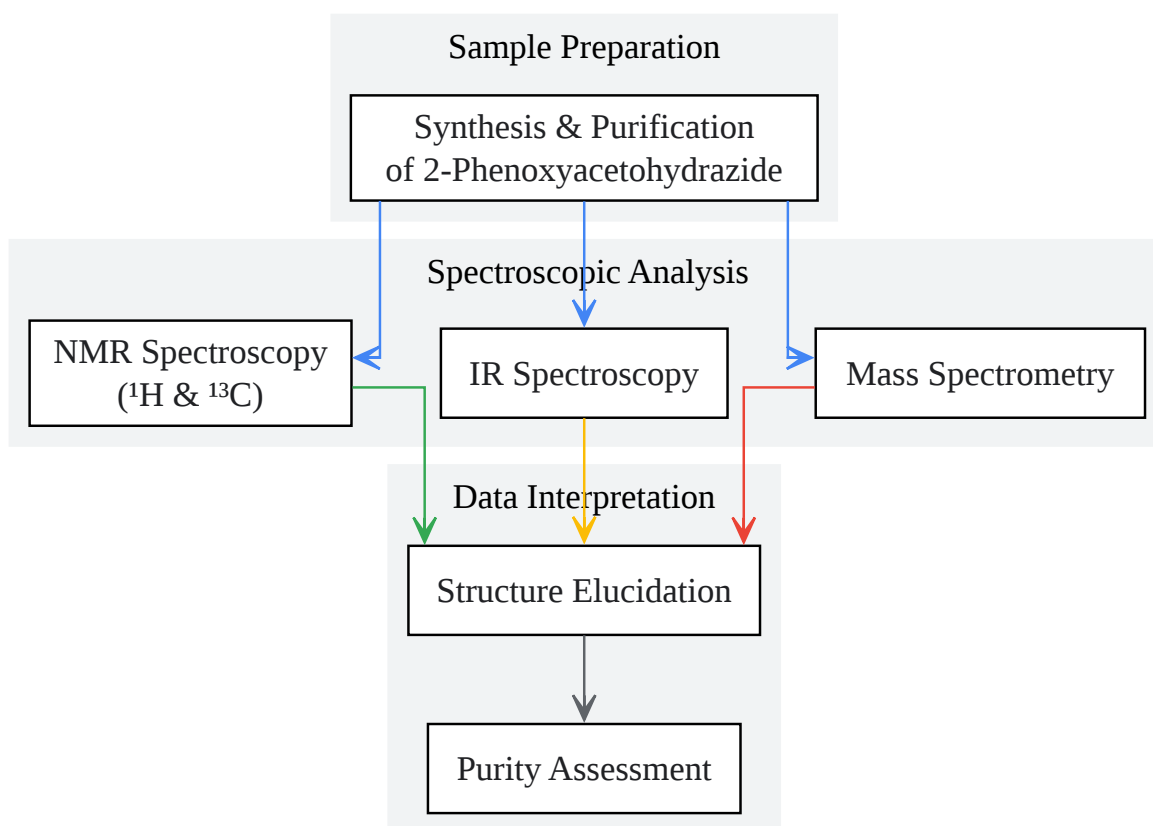 Sample Preparation
Synthesis & Purification
of 2-Phenoxyacetohydrazide
Spectroscopic Analysis
NMR Spectroscopy
(¹H & ¹³C)
IR Spectroscopy
Mass Spectrometry
Data Interpretation
Structure Elucidation
Purity Assessment